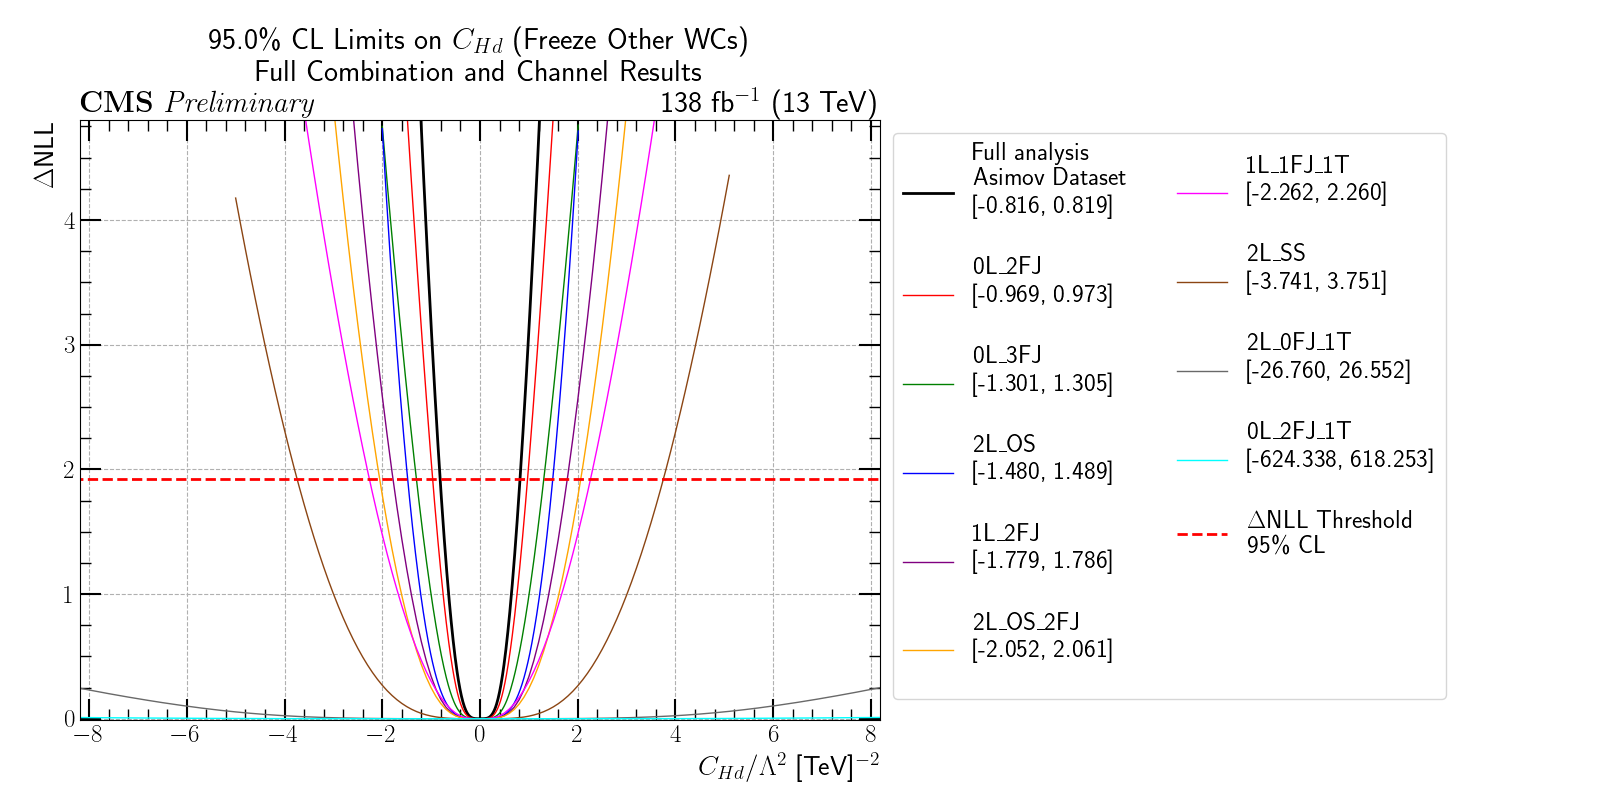 95.0% CL Limits on C_{Hd} (Freeze Other WCs)
Full Combination and Channel Results
CMS Preliminary
138 fb^{-1} (13 TeV)
ΔNLL
4
3
2
1
0
−8
−6
−4
−2
0
2
4
6
8
C_{Hd}/Λ^2 [TeV]^{-2}
Full analysis
Asimov Dataset
[-0.816, 0.819]
0L_2FJ
[-0.969, 0.973]
0L_3FJ
[-1.301, 1.305]
2L_OS
[-1.480, 1.489]
1L_2FJ
[-1.779, 1.786]
2L_OS_2FJ
[-2.052, 2.061]
1L_1FJ_1T
[-2.262, 2.260]
2L_SS
[-3.741, 3.751]
2L_0FJ_1T
[-26.760, 26.552]
0L_2FJ_1T
[-624.338, 618.253]
ΔNLL Threshold
95% CL